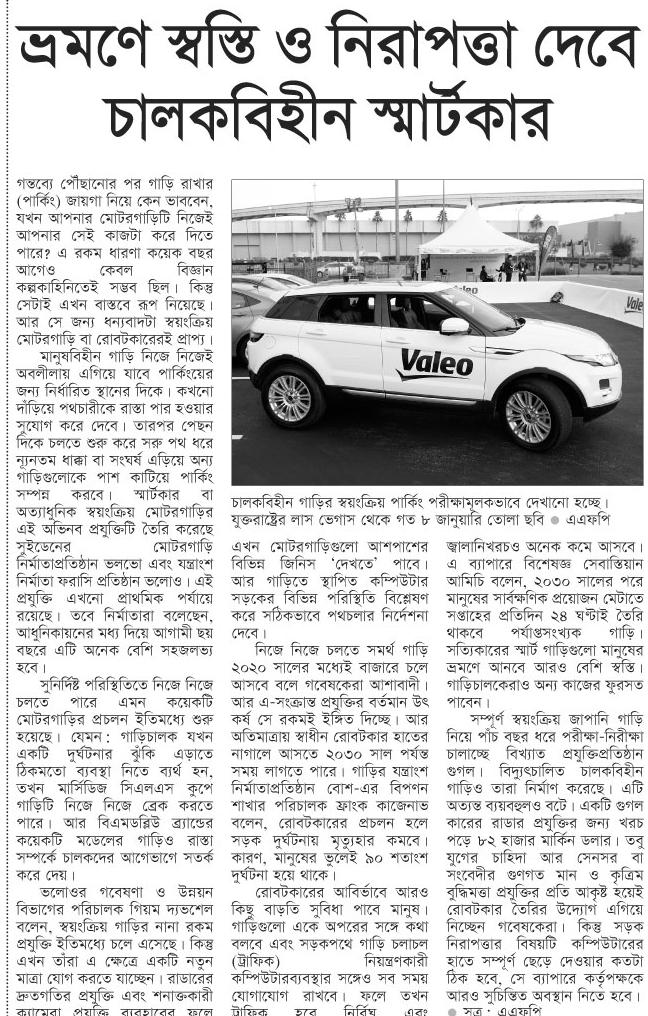 ভ্রমণে স্বস্তি ও নিরাপত্তা দেবে
চালকবিহীন স্মার্টকার
গন্তব্যে পৌঁছানোর পর গাড়ি রাখার
(পার্কিং) জায়গা নিয়ে কেন ভাববেন,
যখন আপনার মোটরগাড়িটি নিজেই
আপনার সেই কাজটা করে দিতে
পারে? এ রকম ধারণা কয়েক বছর
আগেও কেবল বিজ্ঞান
কল্পকাহিনিতেই সম্ভব ছিল। কিন্তু
সেটাই এখন বাস্তবে রূপ নিয়েছে।
আর সে জন্য ধন্যবাদটা স্বয়ংক্রিয়
মোটরগাড়ি বা রোবটকারেরই প্রাপ্য।
মানুষবিহীন গাড়ি নিজে নিজেই
অবলীলায় এগিয়ে যাবে পার্কিংয়ের
জন্য নির্ধারিত স্থানের দিকে। কখনো
দাঁড়িয়ে পথচারীকে রাস্তা পার হওয়ার
সুযোগ করে দেবে। তারপর পেছন
দিকে চলতে শুরু করে সরু পথ ধরে
ন্যূনতম ধাক্কা বা সংঘর্ষ এড়িয়ে অন্য
গাড়িগুলোকে পাশ কাটিয়ে পার্কিং
সম্পন্ন করবে। স্মার্টকার বা
অত্যাধুনিক স্বয়ংক্রিয় মোটরগাড়ির
এই অভিনব প্রযুক্তিটি তৈরি করেছে
সুইডেনের মোটরগাড়ি
নির্মাতাপ্রতিষ্ঠান ভলভো এবং যন্ত্রাংশ
নির্মাতা ফরাসি প্রতিষ্ঠান ভলোও। এই
প্রযুক্তি এখনো প্রাথমিক পর্যায়ে
রয়েছে। তবে নির্মাতারা বলেছেন,
আধুনিকায়নের মধ্য দিয়ে আগামী ছয়
বছরে এটি অনেক বেশি সহজলভ্য
হবে।
সুনির্দিষ্ট পরিস্থিতিতে নিজে নিজে
চলতে পারে এমন কয়েকটি
মোটরগাড়ির প্রচলন ইতিমধ্যে শুরু
হয়েছে। যেমন: গাড়িচালক যখন
একটি দুর্ঘটনার ঝুঁকি এড়াতে
ঠিকমতো ব্যবস্থা নিতে ব্যর্থ হন,
তখন মার্সিডিজ সিএলএস কুপে
গাড়িটি নিজে নিজে ব্রেক করতে
পারে। আর বিএমডব্লিউ ব্র্যান্ডের
কয়েকটি মডেলের গাড়িও রাস্তা
সম্পর্কে চালকদের আগেভাগে সতর্ক
করে দেয়।
ভলোওর গবেষণা ও উন্নয়ন
বিভাগের পরিচালক গিয়ম দ্যভশেল
বলেন, স্বয়ংক্রিয় গাড়ির নানা রকম
প্রযুক্তি ইতিমধ্যে চলে এসেছে। কিন্তু
এখন তাঁরা এ ক্ষেত্রে একটি নতুন
মাত্রা যোগ করতে যাচ্ছেন। রাডারের
দ্রুতগতির প্রযুক্তি এবং শনাক্তকারী
ক্যামেরা প্রযুক্তি ব্যবহারের ফলে
Valeo
Valeo
Valeo
চালকবিহীন গাড়ির স্বয়ংক্রিয় পার্কিং পরীক্ষামূলকভাবে দেখানো হচ্ছে।
যুক্তরাষ্ট্রের লাস ভেগাস থেকে গত ৮ জানুয়ারি তোলা ছবি ● এএফপি
এখন মোটরগাড়িগুলো আশপাশের
বিভিন্ন জিনিস ‘দেখতে’ পাবে।
আর গাড়িতে স্থাপিত কম্পিউটার
সড়কের বিভিন্ন পরিস্থিতি বিশ্লেষণ
করে সঠিকভাবে পথচলার নির্দেশনা
দেবে।
নিজে নিজে চলতে সমর্থ গাড়ি
২০২০ সালের মধ্যেই বাজারে চলে
আসবে বলে গবেষকেরা আশাবাদী।
আর এ-সংক্রান্ত প্রযুক্তির বর্তমান উৎ
কর্ষ সে রকমই ইঙ্গিত দিচ্ছে। আর
অতিমাত্রায় স্বাধীন রোবটকার হাতের
নাগালে আসতে ২০৩০ সাল পর্যন্ত
সময় লাগতে পারে। গাড়ির যন্ত্রাংশ
নির্মাতাপ্রতিষ্ঠান বোশ-এর বিপণন
শাখার পরিচালক ফ্রাংক কাজেনাভ
বলেন, রোবটকারের প্রচলন হলে
সড়ক দুর্ঘটনায় মৃত্যুহার কমবে।
কারণ, মানুষের ভুলেই ৯০ শতাংশ
দুর্ঘটনা হয়ে থাকে।
রোবটকারের আবির্ভাবে আরও
কিছু বাড়তি সুবিধা পাবে মানুষ।
গাড়িগুলো একে অপরের সঙ্গে কথা
বলবে এবং সড়কপথে গাড়ি চলাচল
(ট্রাফিক) নিয়ন্ত্রণকারী
কম্পিউটারব্যবস্থার সঙ্গেও সব সময়
যোগাযোগ রাখবে। ফলে তখন
ট্রাফিক হবে নির্বিঘ্ন এবং
জ্বালানিখরচও অনেক কমে আসবে।
এ ব্যাপারে বিশেষজ্ঞ সেবাস্তিয়ান
আমিচি বলেন, ২০৩০ সালের পরে
মানুষের সার্বক্ষণিক প্রয়োজন মেটাতে
সপ্তাহের প্রতিদিন ২৪ ঘণ্টাই তৈরি
থাকবে পর্যাপ্তসংখ্যক গাড়ি।
সত্যিকারের স্মার্ট গাড়িগুলো মানুষের
ভ্রমণে আনবে আরও বেশি স্বস্তি।
গাড়িচালকেরাও অন্য কাজের ফুরসত
পাবেন।
সম্পূর্ণ স্বয়ংক্রিয় জাপানি গাড়ি
নিয়ে পাঁচ বছর ধরে পরীক্ষা-নিরীক্ষা
চালাচ্ছে বিখ্যাত প্রযুক্তিপ্রতিষ্ঠান
গুগল। বিদ্যুৎচালিত চালকবিহীন
গাড়িও তারা নির্মাণ করেছে। এটি
অত্যন্ত ব্যয়বহুলও বটে। একটি গুগল
কারের রাডার প্রযুক্তির জন্য খরচ
পড়ে ৮২ হাজার মার্কিন ডলার। তবু
যুগের চাহিদা আর সেনসর বা
সংবেদীর গুণগত মান ও কৃত্রিম
বুদ্ধিমত্তা প্রযুক্তির প্রতি আকৃষ্ট হয়েই
রোবটকার তৈরির উদ্যোগ এগিয়ে
নিচ্ছেন গবেষকেরা। কিন্তু সড়ক
নিরাপত্তার বিষয়টি কম্পিউটারের
হাতে সম্পূর্ণ ছেড়ে দেওয়ার কতটা
ঠিক হবে, সে ব্যাপারে কর্তৃপক্ষকে
আরও সুচিন্তিত অবস্থান নিতে হবে।
● সূত্র: এএফপি